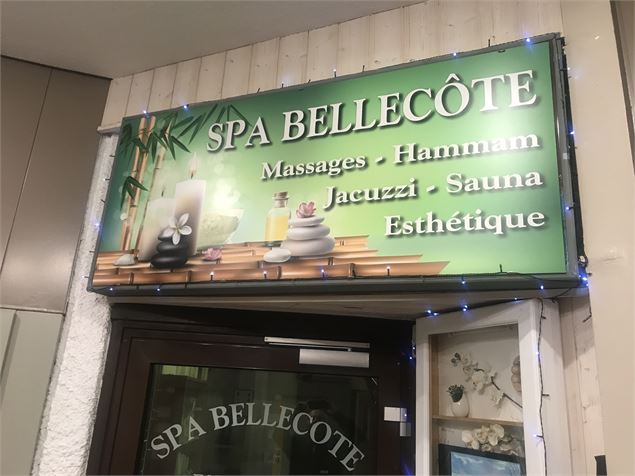 SPA BELLECÔTE
Massages - Hammam
Jacuzzi - Sauna
Esthétique
SPA BELLECOTE